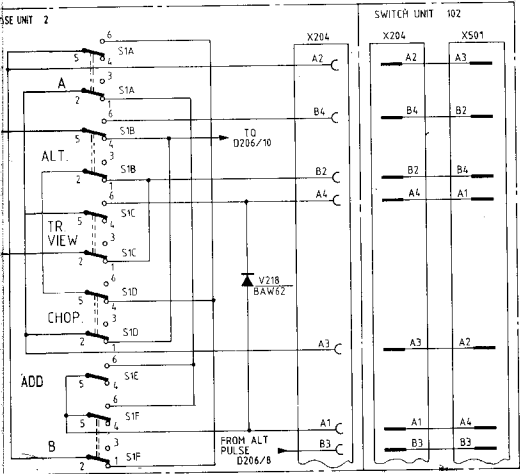 SE UNIT 2
SWITCH UNIT 102
X204
X204 X501
6
5 S1A
4
A2 A2 A3
3
A
2 S1A
1
6
B4 B4 B2
5 S1B
4
TO
D206/10
ALT.
3
2 S1B
1
B2 B2 B4
6
A4 A4 A1
5 S1C
4
TR
VIEW
3
2 S1C
1
6
V218
BAW62
5 S1D
4
CHOP.
3
2 S1D
1
A3 A3 A2
6
ADD
5 S1E
4
6
5 S1F
4
A1 A1 A4
3
FROM ALT
PULSE
D206/8
B3 B3 B3
B
2 S1F
1